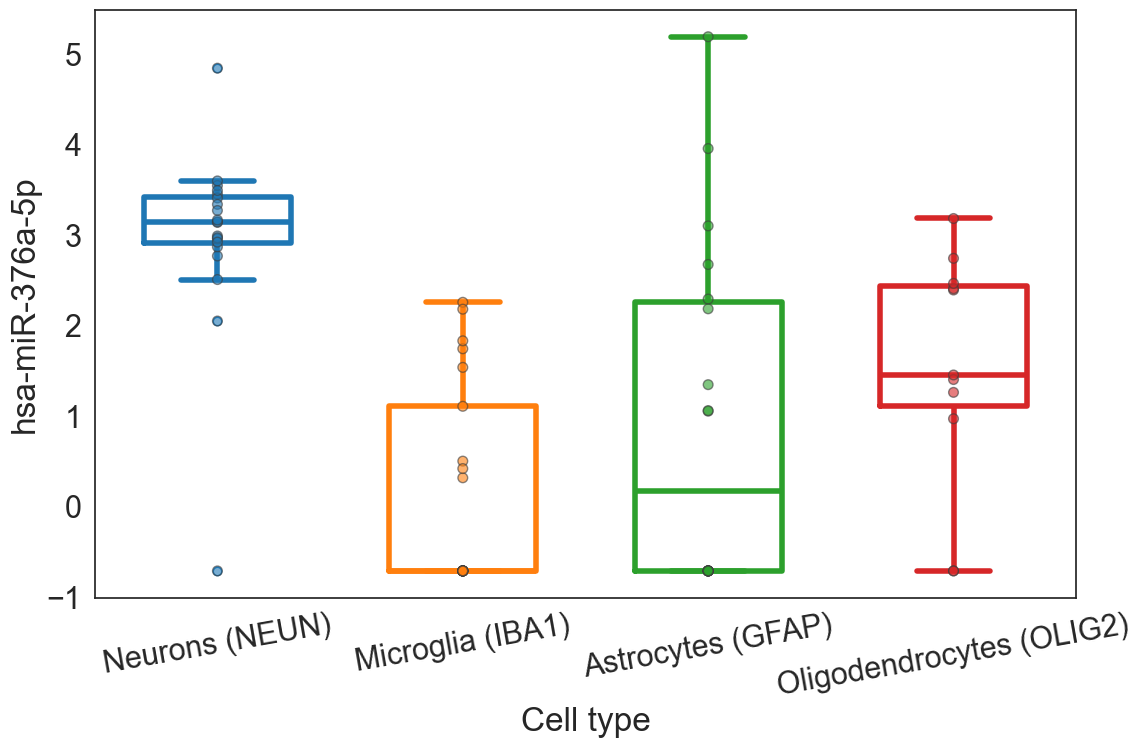 hsa-miR-376a-5p
5
4
3
2
1
0
−1
Neurons (NEUN)
Microglia (IBA1)
Astrocytes (GFAP)
Oligodendrocytes (OLIG2)
Cell type